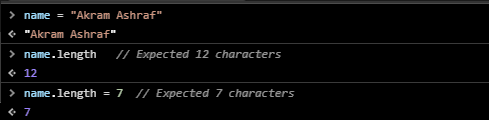 > name = "Akram Ashraf"
"Akram Ashraf"
> name.length // Expected 12 characters
12
> name.length = 7 // Expected 7 characters
7